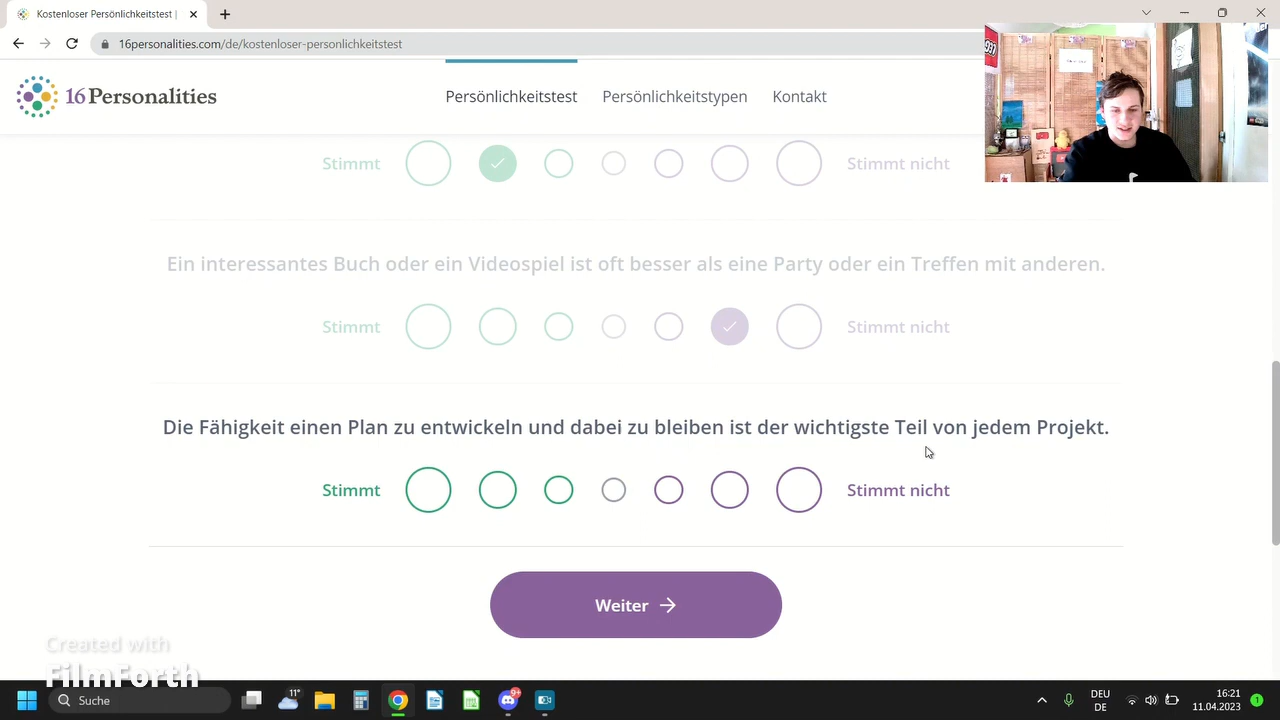 Kostenloser Persönlichkeitstest |
16personalities.com/de/kostenloser-personlichkeitstest
16Personalities
Persönlichkeitstest
Persönlichkeitstypen
Kontakt
Stimmt
Stimmt nicht
Ein interessantes Buch oder ein Videospiel ist oft besser als eine Party oder ein Treffen mit anderen.
Stimmt
Stimmt nicht
Die Fähigkeit einen Plan zu entwickeln und dabei zu bleiben ist der wichtigste Teil von jedem Projekt.
Stimmt
Stimmt nicht
Weiter →
Created with
FilmForth
Suche
11°
9+
DEU
DE
16:21
11.04.2023
1